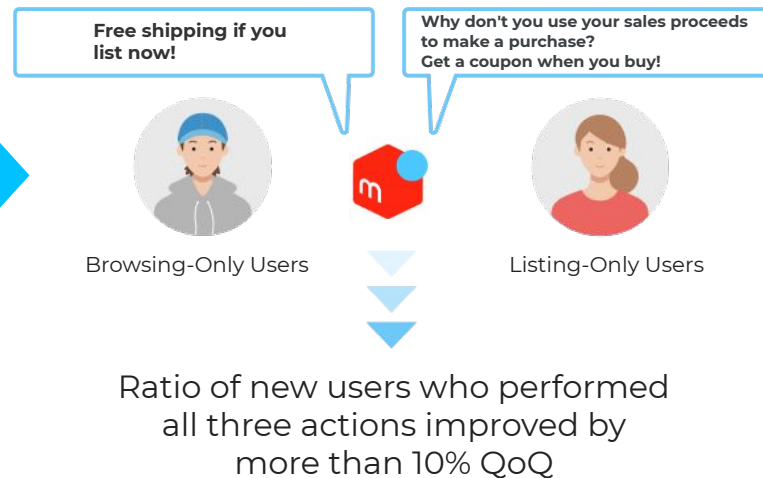 Free shipping if you
list now!
Why don't you use your sales proceeds
to make a purchase?
Get a coupon when you buy!
m
Browsing-Only Users
Listing-Only Users
Ratio of new users who performed
all three actions improved by
more than 10% QoQ